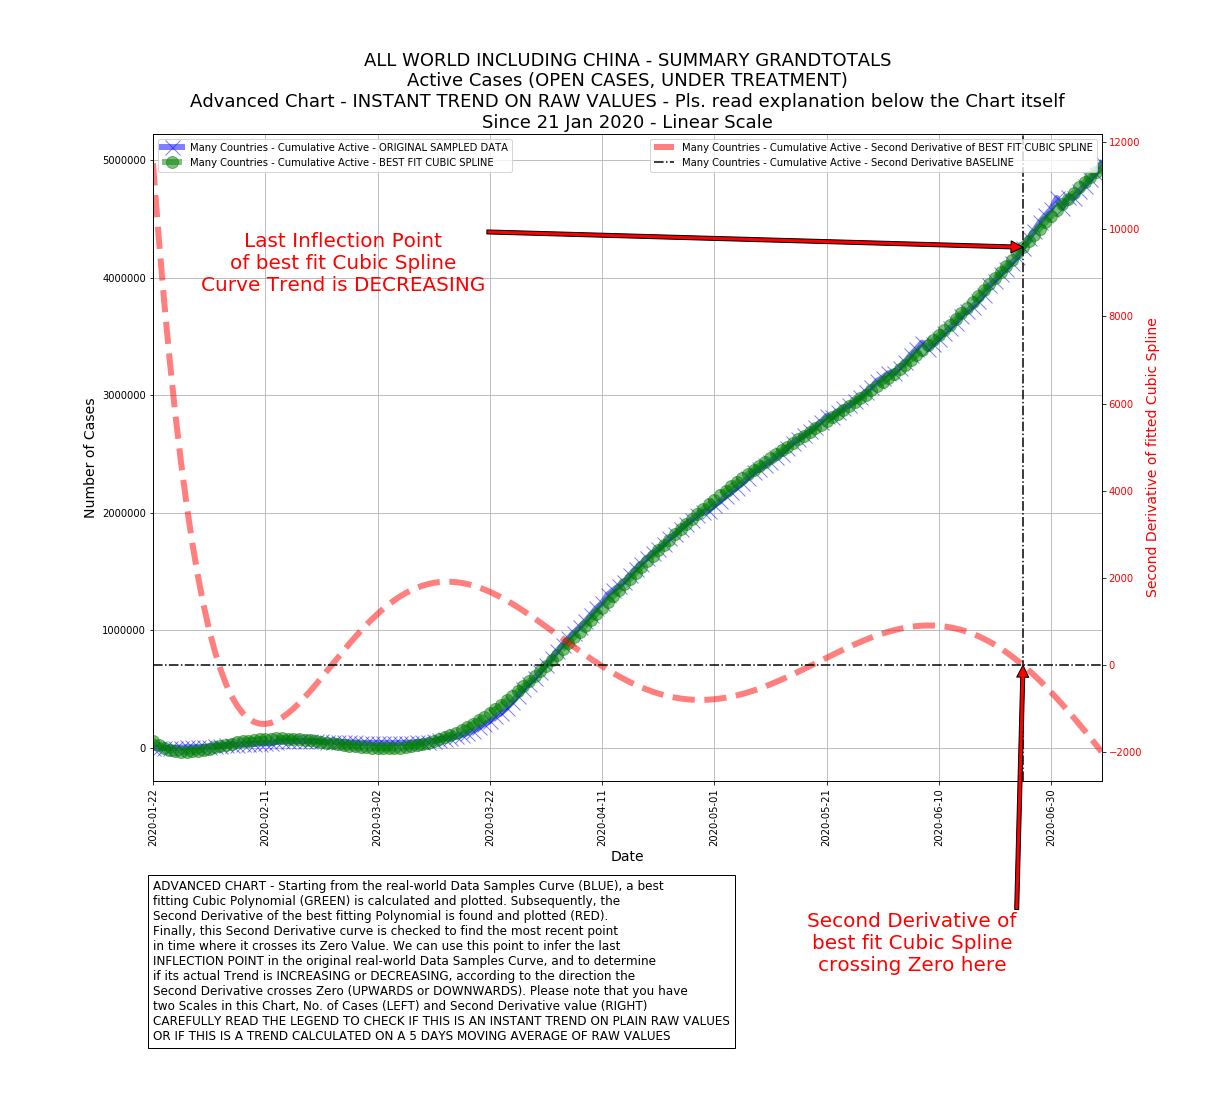 ALL WORLD INCLUDING CHINA - SUMMARY GRANDTOTALS
Active Cases (OPEN CASES, UNDER TREATMENT)
Advanced Chart - INSTANT TREND ON RAW VALUES - Pls. read explanation below the Chart itself
Since 21 Jan 2020 - Linear Scale
Many Countries - Cumulative Active - ORIGINAL SAMPLED DATA
Many Countries - Cumulative Active - BEST FIT CUBIC SPLINE
Many Countries - Cumulative Active - Second Derivative of BEST FIT CUBIC SPLINE
Many Countries - Cumulative Active - Second Derivative BASELINE
Last Inflection Point
of best fit Cubic Spline
Curve Trend is DECREASING
Number of Cases
5000000
4000000
3000000
2000000
1000000
0
12000
10000
8000
6000
4000
2000
0
−2000
Second Derivative of fitted Cubic Spline
2020-01-22
2020-02-11
2020-03-02
2020-03-22
2020-04-11
2020-05-01
2020-05-21
2020-06-10
2020-06-30
Date
ADVANCED CHART - Starting from the real-world Data Samples Curve (BLUE), a best
fitting Cubic Polynomial (GREEN) is calculated and plotted. Subsequently, the
Second Derivative of the best fitting Polynomial is found and plotted (RED).
Finally, this Second Derivative curve is checked to find the most recent point
in time where it crosses its Zero Value. We can use this point to infer the last
INFLECTION POINT in the original real-world Data Samples Curve, and to determine
if its actual Trend is INCREASING or DECREASING, according to the direction the
Second Derivative crosses Zero (UPWARDS or DOWNWARDS). Please note that you have
two Scales in this Chart, No. of Cases (LEFT) and Second Derivative value (RIGHT)
CAREFULLY READ THE LEGEND TO CHECK IF THIS IS AN INSTANT TREND ON PLAIN RAW VALUES
OR IF THIS IS A TREND CALCULATED ON A 5 DAYS MOVING AVERAGE OF RAW VALUES
Second Derivative of
best fit Cubic Spline
crossing Zero here